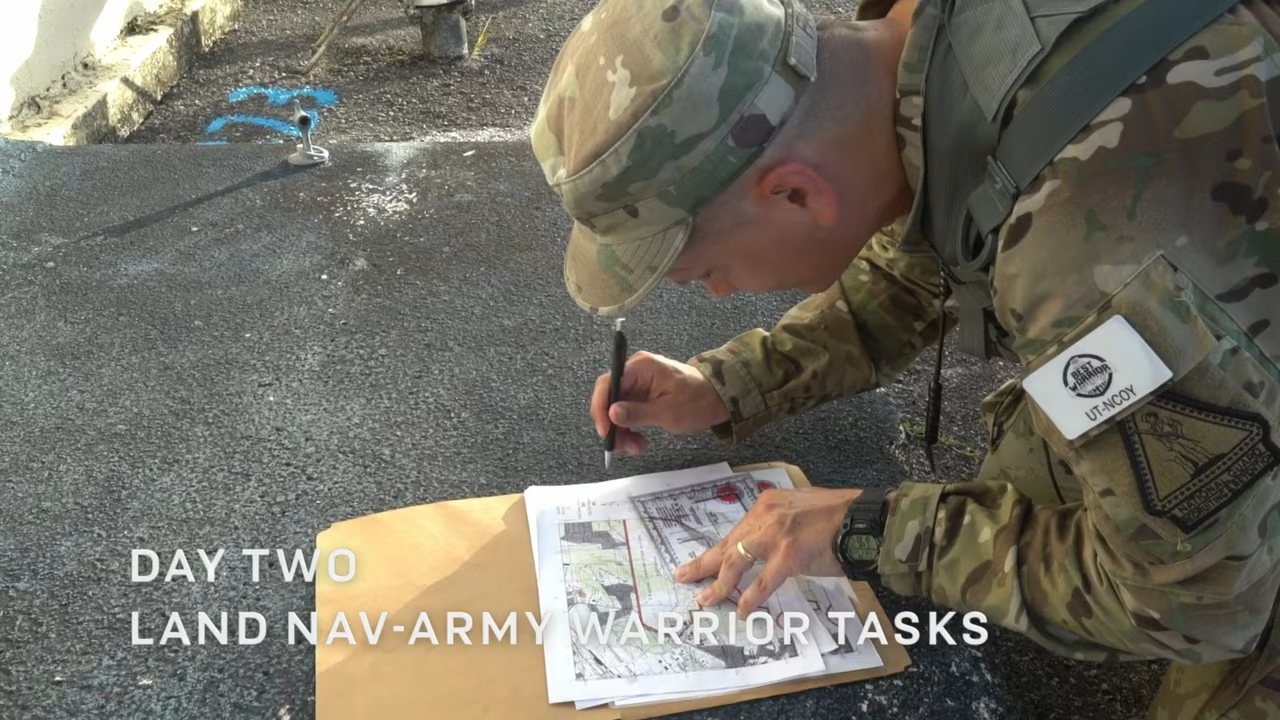 BEST
WARRIOR
UT-NCOY
NATIONAL GUARD
DAY TWO
LAND NAV-ARMY WARRIOR TASKS